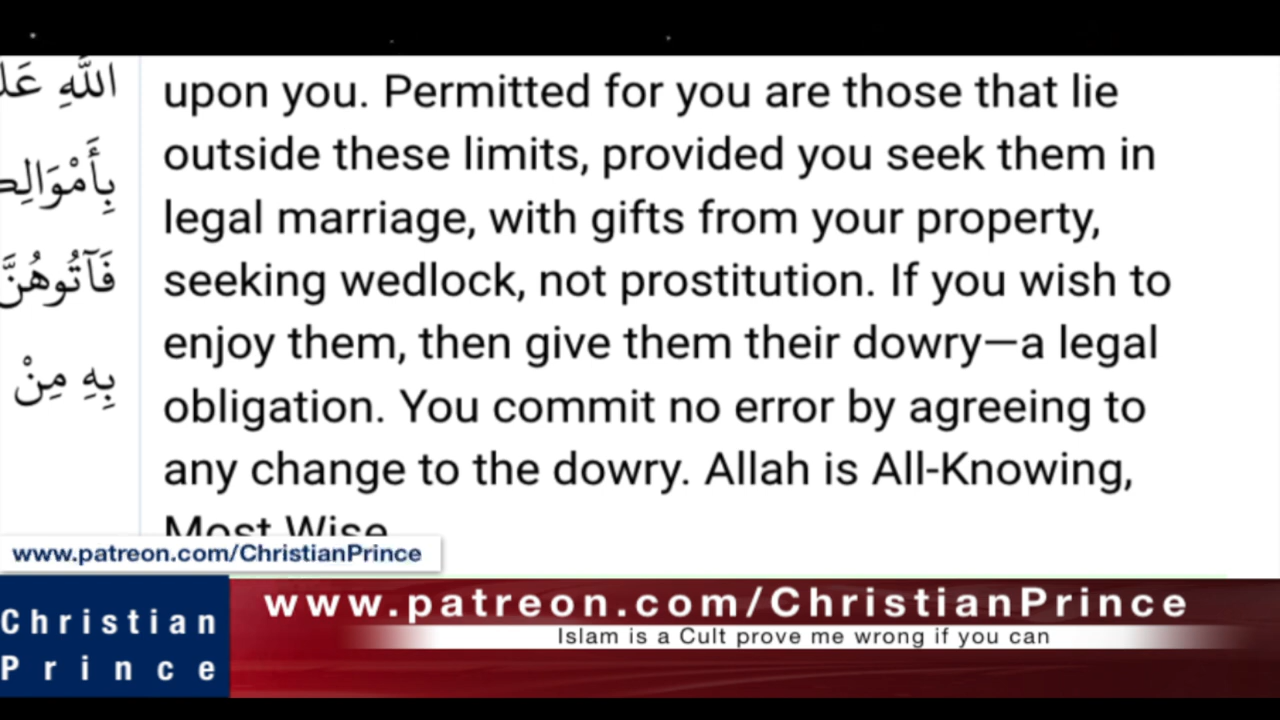 اللَّهِ
فَآتُوهُنَّ
بِهِ مِنْ
upon you. Permitted for you are those that lie
outside these limits, provided you seek them in
legal marriage, with gifts from your property,
seeking wedlock, not prostitution. If you wish to
enjoy them, then give them their dowry—a legal
obligation. You commit no error by agreeing to
any change to the dowry. Allah is All-Knowing,
Most Wise
www.patreon.com/ChristianPrince
www.patreon.com/ChristianPrince
Islam is a Cult prove me wrong if you can
Christian
Prince